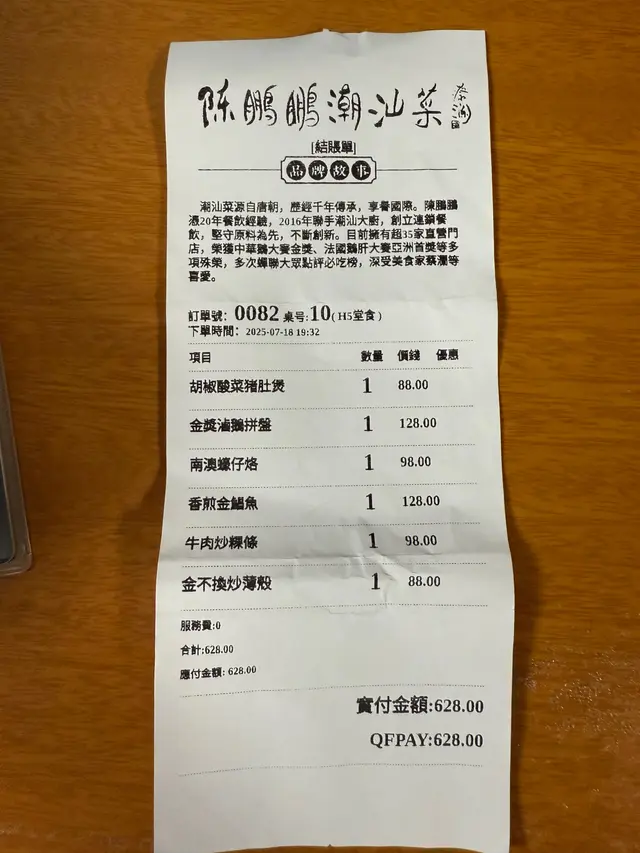 陈鵬鵬潮汕菜
蔡瀾
[結賬單]
品牌故事
潮汕菜源自唐朝，歷經千年傳承，享譽國際。陳鵬鵬
憑20年餐飲經驗，2016年聯手潮汕大廚，創立連鎖餐
飲，堅守原料為先，不斷創新。目前擁有超35家直營門
店，榮獲中華鵝大賽金獎、法國鵝肝大賽亞洲首獎等多
項殊榮，多次蟬聯大眾點評必吃榜，深受美食家蔡瀾等
喜愛。
訂單號：0082 桌号:10( H5堂食 )
下單時間：2025-07-18 19:32
項目 數量 價錢 優惠
胡椒酸菜猪肚煲 1 88.00
金獎滷鵝拼盤 1 128.00
南澳蠔仔烙 1 98.00
香煎金鯧魚 1 128.00
牛肉炒粿條 1 98.00
金不換炒薄殼 1 88.00
服務費:0
合計:628.00
應付金額: 628.00
實付金額:628.00
QFPAY:628.00